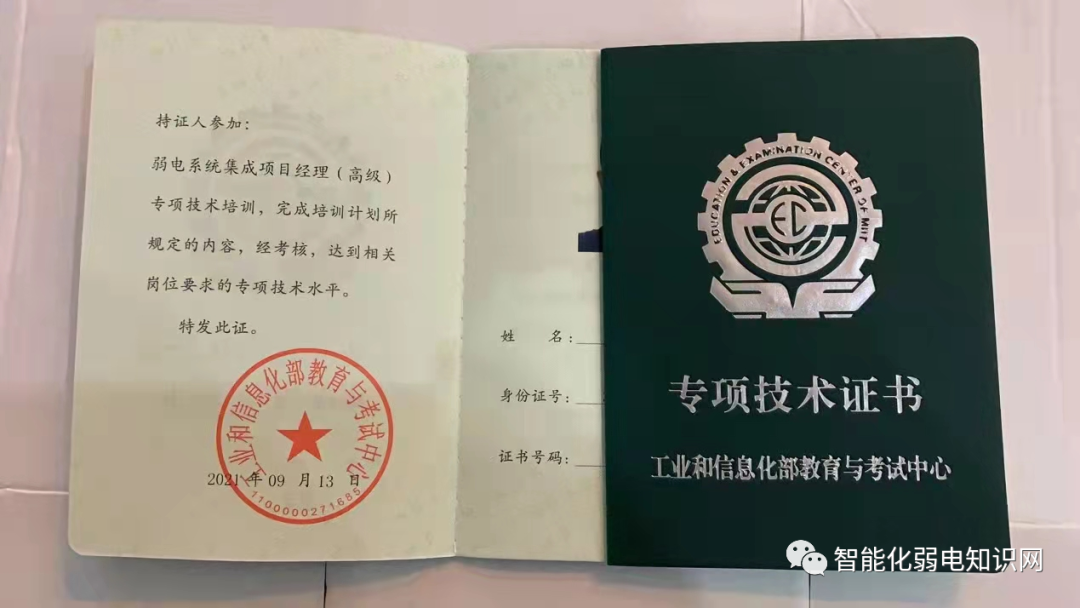 持证人参加：
弱电系统集成项目经理（高级）
专项技术培训，完成培训计划所
规定的内容，经考核，达到相关
岗位要求的专项技术水平。
特发此证。
工业和信息化部教育与考试中心
2021 年 09 月 13 日
1100000271685
姓 名：
身份证号：
证书号码：
EDUCATION & EXAMINATION CENTER OF MIIT
EC
专项技术证书
工业和信息化部教育与考试中心
智能化弱电知识网